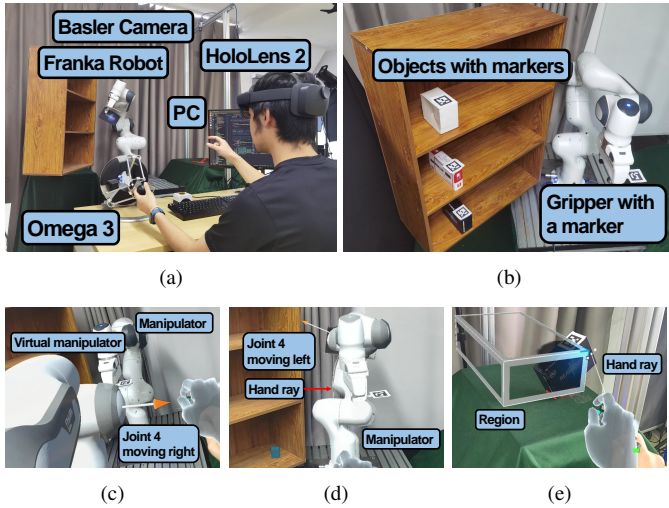 Basler Camera
Franka Robot
HoloLens 2
PC
Omega 3
(a)
Objects with markers
Gripper with
a marker
(b)
Manipulator
Virtual manipulator
Joint 4
moving right
(c)
Joint 4
moving left
Hand ray
Manipulator
(d)
Hand ray
Region
(e)